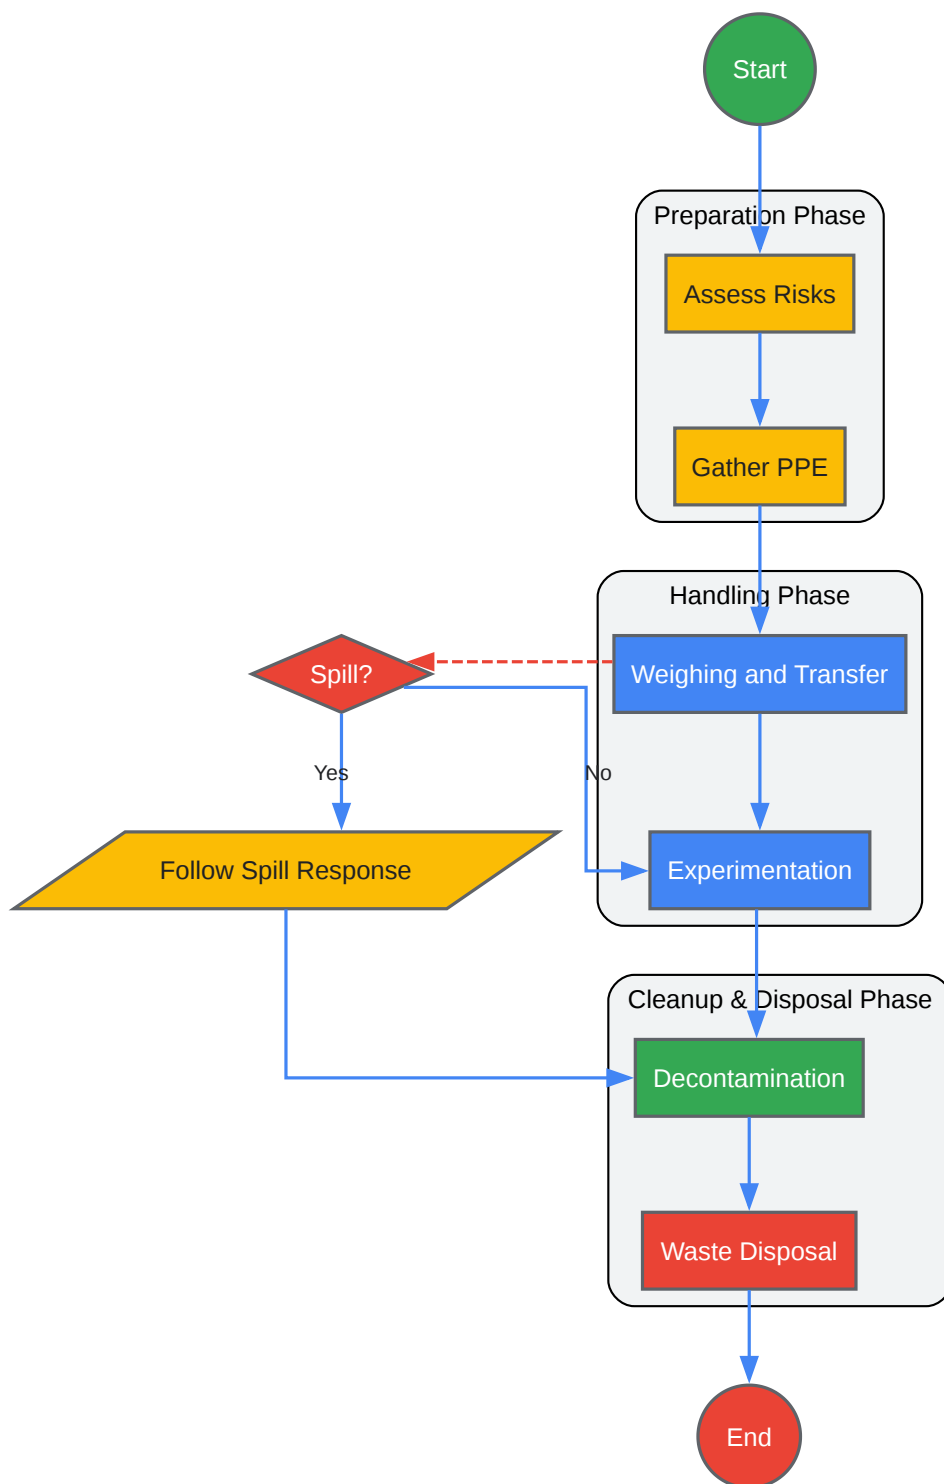 Start
Preparation Phase
Assess Risks
Gather PPE
Handling Phase
Spill?
Weighing and Transfer
Yes
No
Follow Spill Response
Experimentation
Cleanup & Disposal Phase
Decontamination
Waste Disposal
End